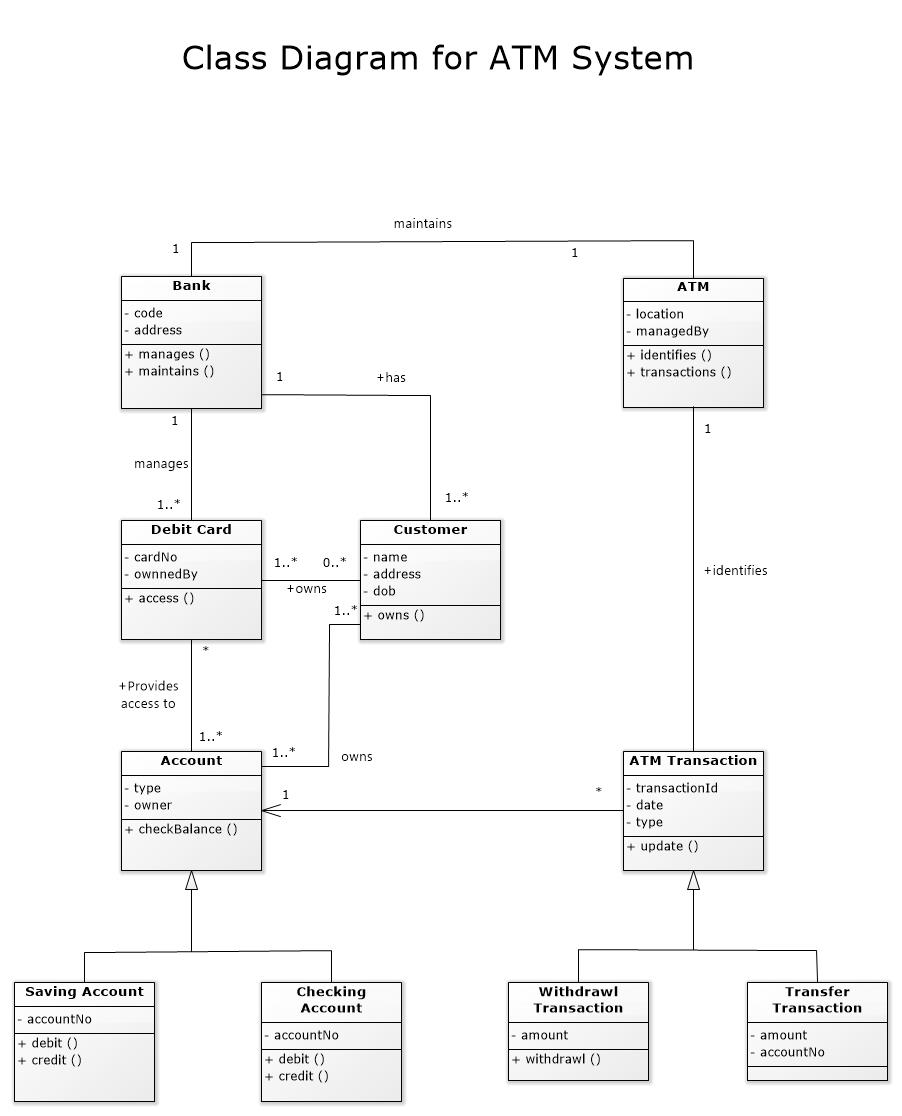 Class Diagram for ATM System
maintains
1
1
Bank
- code
- address
+ manages ()
+ maintains ()
ATM
- location
- managedBy
+ identifies ()
+ transactions ()
1
+has
1
manages
1..*
1..*
1
Debit Card
- cardNo
- ownnedBy
+ access ()
1..*
0..*
+owns
Customer
- name
- address
- dob
+ owns ()
1..*
+identifies
*
+Provides
access to
1..*
1..*
owns
Account
- type
- owner
+ checkBalance ()
1
*
ATM Transaction
- transactionId
- date
- type
+ update ()
Saving Account
- accountNo
+ debit ()
+ credit ()
Checking
Account
- accountNo
+ debit ()
+ credit ()
Withdrawl
Transaction
- amount
+ withdrawl ()
Transfer
Transaction
- amount
- accountNo